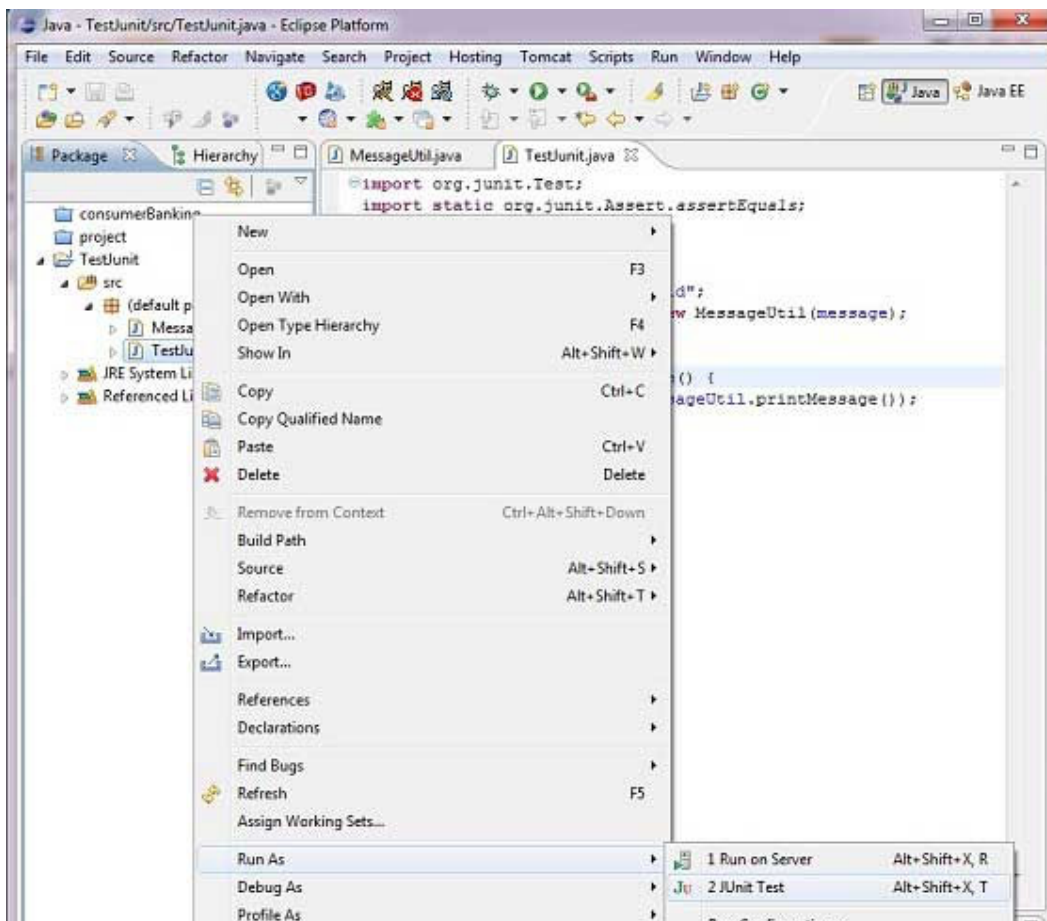 Java - TestJunit/src/TestJunit.java - Eclipse Platform
File Edit Source Refactor Navigate Search Project Hosting Tomcat Scripts Run Window Help
Java Java EE
Package Hierarchy
MessageUtil.java TestJunit.java
import org.junit.Test;
import static org.junit.Assert.assertEquals;
d";
w MessageUtil(message);
() {
ageUtil.printMessage());
consumerBanking
project
TestJunit
src
(default p
Messa
TestJu
JRE System Li
Referenced Li
New
Open F3
Open With
Open Type Hierarchy F4
Show In Alt+Shift+W
Copy Ctrl+C
Copy Qualified Name
Paste Ctrl+V
Delete Delete
Remove from Context Ctrl+Alt+Shift+Down
Build Path
Source Alt+Shift+S
Refactor Alt+Shift+T
Import...
Export...
References
Declarations
Find Bugs
Refresh F5
Assign Working Sets...
Run As
Debug As
Profile As
1 Run on Server Alt+Shift+X, R
Ju 2 JUnit Test Alt+Shift+X, T